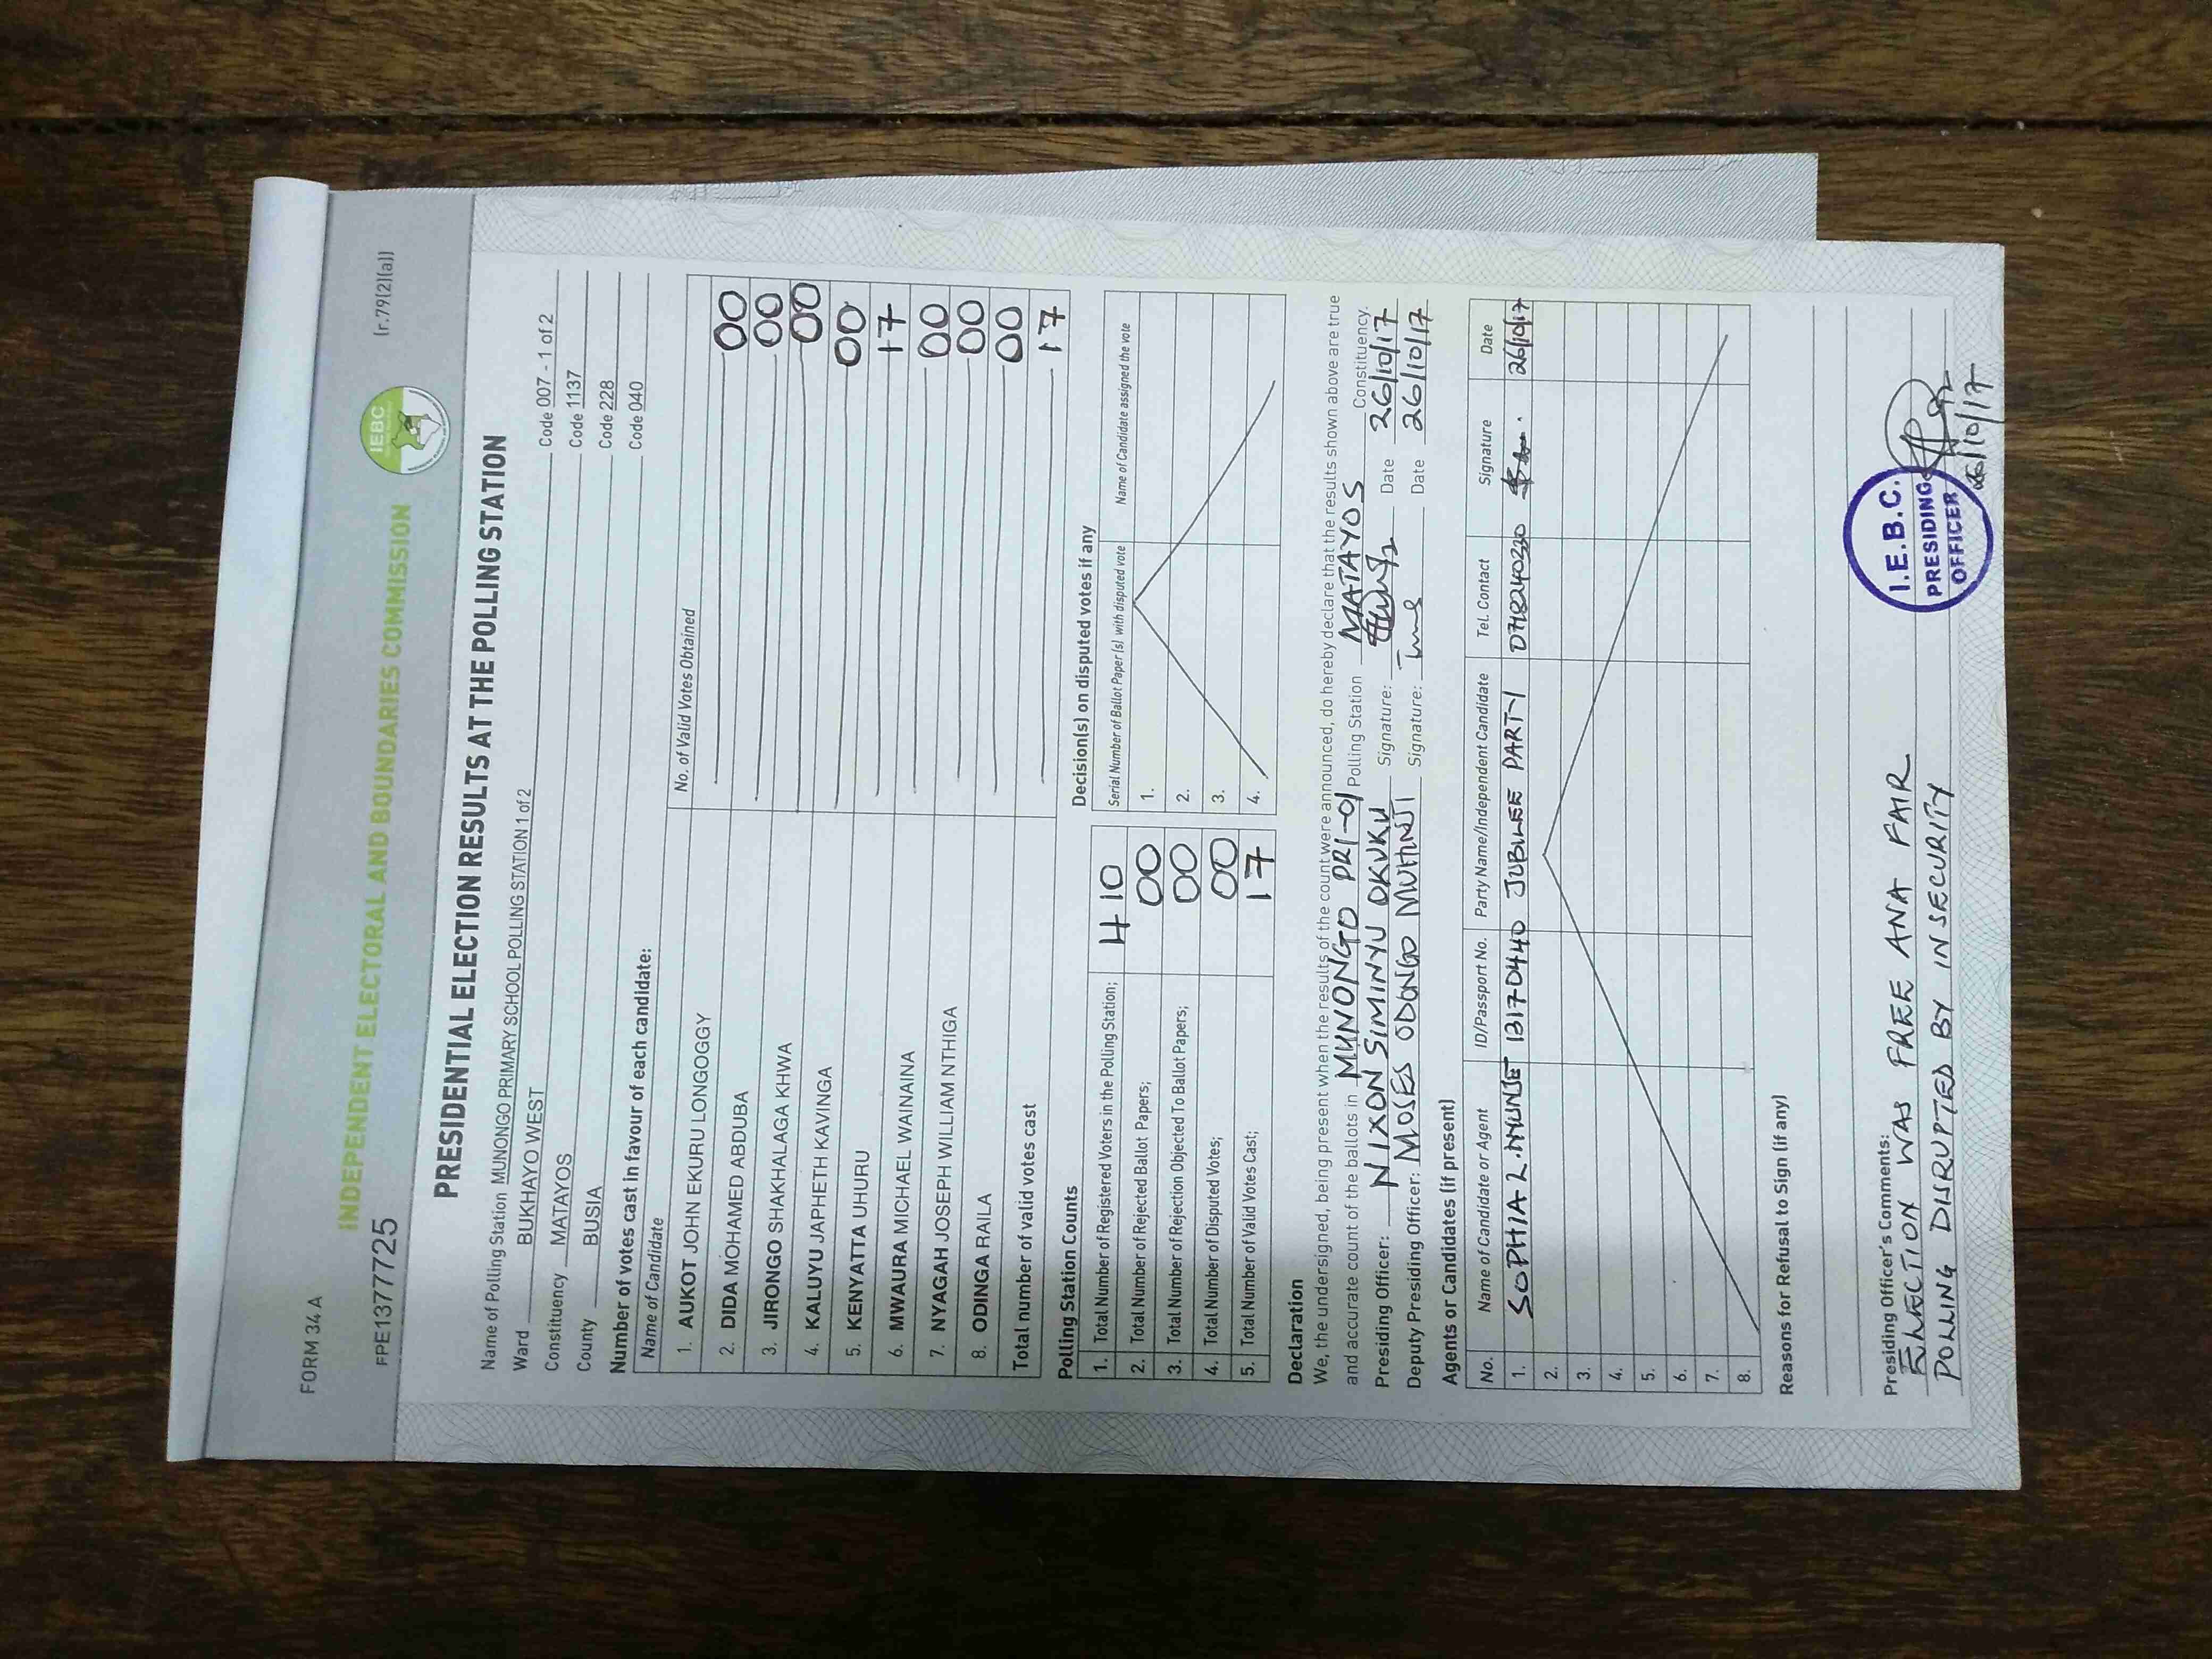 FORM 34 A
(r.79(2)(a))
IEBC
INDEPENDENT ELECTORAL AND BOUNDARIES COMMISSION
FPE1377725
PRESIDENTIAL ELECTION RESULTS AT THE POLLING STATION
Name of Polling Station MUNONGO PRIMARY SCHOOL POLLING STATION 1 of 2 Code 007 - 1 of 2
Ward BUKHAYO WEST Code 1137
Constituency MATAYOS Code 228
County BUSIA Code 040
Number of votes cast in favour of each candidate:
Name of Candidate No. of Valid Votes Obtained
1. AUKOT JOHN EKURU LONGOGGY 00
2. DIDA MOHAMED ABDUBA 00
3. JIRONGO SHAKHALAGA KHWA 00
4. KALUYU JAPHETH KAVINGA 00
5. KENYATTA UHURU 17
6. MWAURA MICHAEL WAINAINA 00
7. NYAGAH JOSEPH WILLIAM NTHIGA 00
8. ODINGA RAILA 00
Total number of valid votes cast 17
Polling Station Counts
1. Total Number of Registered Voters in the Polling Station; 410
2. Total Number of Rejected Ballot Papers; 00
3. Total Number of Rejection Objected To Ballot Papers; 00
4. Total Number of Disputed Votes; 00
5. Total Number of Valid Votes Cast; 17
Decision(s) on disputed votes if any
Serial Number of Ballot Paper (s) with disputed vote Name of Candidate assigned the vote
1.
2.
3.
4.
Declaration
We, the undersigned, being present when the results of the count were announced, do hereby declare that the results shown above are true
and accurate count of the ballots in MUNONGO PRI-01 Polling Station MATAYOS Constituency.
Presiding Officer: NIXON SIMINYU OKUKU Signature: Date 26/10/17
Deputy Presiding Officer: MOSES ODONGO MUHINJI Signature: Date 26/10/17
Agents or Candidates (if present)
No. Name of Candidate or Agent ID/Passport No. Party Name/Independent Candidate Tel. Contact Signature Date
1. SOPHIA L. 13170440 JUBLEE PARTY 0718240330 26/10/17
2.
3.
4.
5.
6.
7.
8.
Reasons for Refusal to Sign (if any)
Presiding Officer's Comments:
ELECTION WAS FREE ANA FAIR
POLLING DISRUPTED BY INSECURITY
I.E.B.C.
PRESIDING
OFFICER
26/10/17